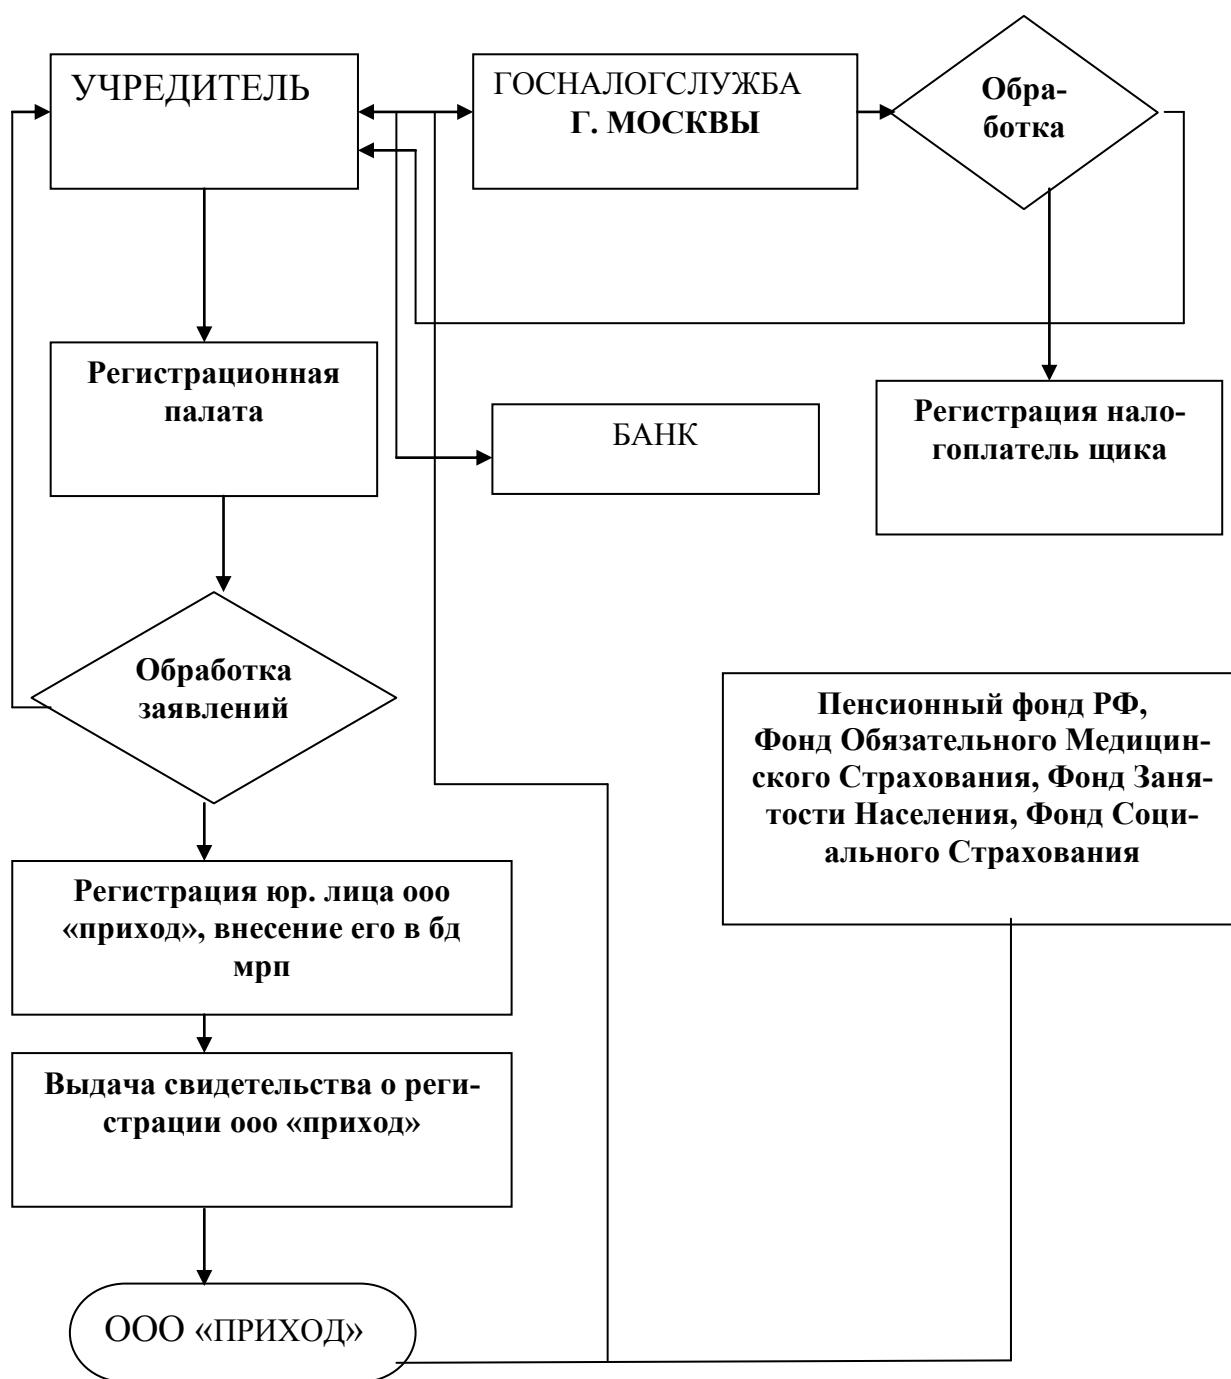 УЧРЕДИТЕЛЬ
ГОСНАЛОГСЛУЖБА
Г. МОСКВЫ
Обра-
ботка
Регистрационная
палата
БАНК
Регистрация нало-
гоплатель щика
Обработка
заявлений
Пенсионный фонд РФ,
Фонд Обязательного Медицин-
ского Страхования, Фонд Заня-
тости Населения, Фонд Соци-
ального Страхования
Регистрация юр. лица ооо
«приход», внесение его в бд
мрп
Выдача свидетельства о реги-
страции ооо «приход»
ООО «ПРИХОД»